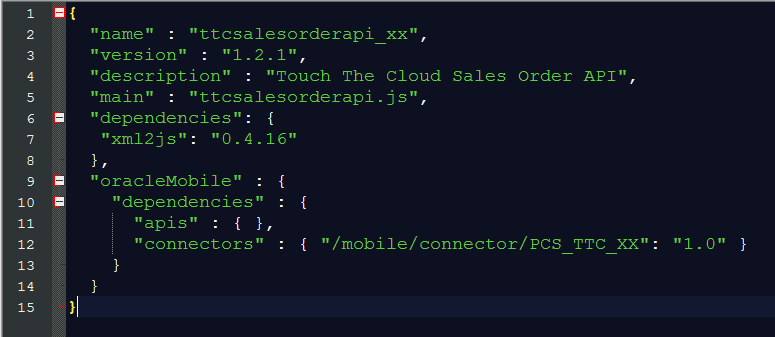 1 {
2 "name" : "ttcsalesorderapi_xx",
3 "version" : "1.2.1",
4 "description" : "Touch The Cloud Sales Order API",
5 "main" : "ttcsalesorderapi.js",
6 "dependencies": {
7 "xml2js": "0.4.16"
8 },
9 "oracleMobile" : {
10 "dependencies" : {
11 "apis" : { },
12 "connectors" : { "/mobile/connector/PCS_TTC_XX": "1.0" }
13 }
14 }
15 }